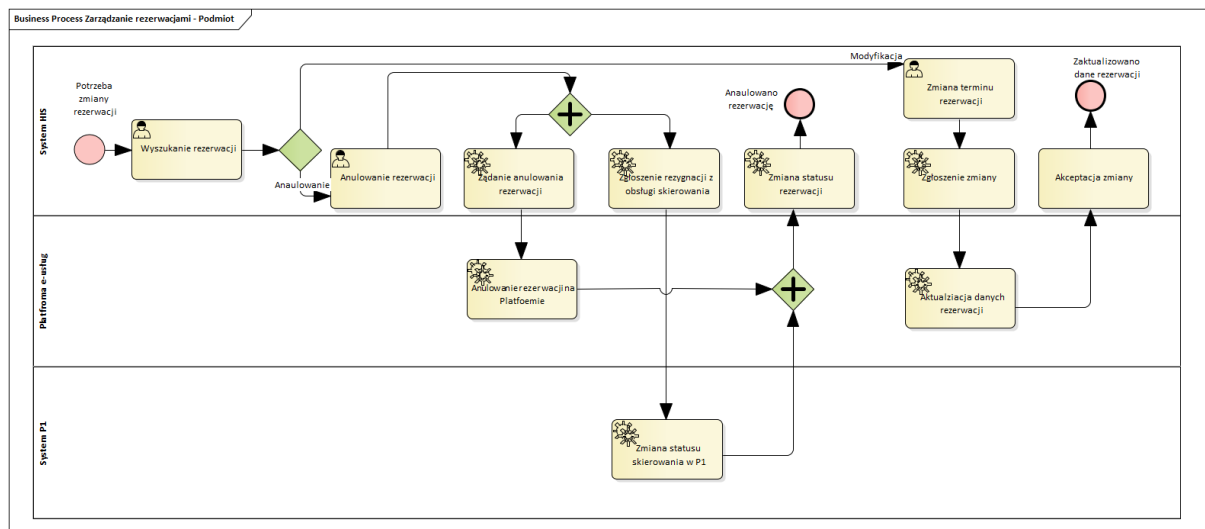 Business Process Zarządzanie rezerwacjami - Podmiot
System HIS
Potrzeba
zmiany
rezerwacji
Wyszukanie rezerwacji
Anaulowanie
Anulowanie rezerwacji
Modyfikacja
Żądanie anulowania
rezerwacji
Zgłoszenie rezygnacji z
obsługi skierowania
Anaulowano
rezerwację
Zmiana statusu
rezerwacji
Zmiana terminu
rezerwacji
Zgłoszenie zmiany
Zaktualizowano
dane rezerwacji
Akceptacja zmiany
Platfroma e-usług
Anulowanie rezerwacji na
Platfoemie
Aktualziacja danych
rezerwacji
System P1
Zmiana statusu
skierowania w P1